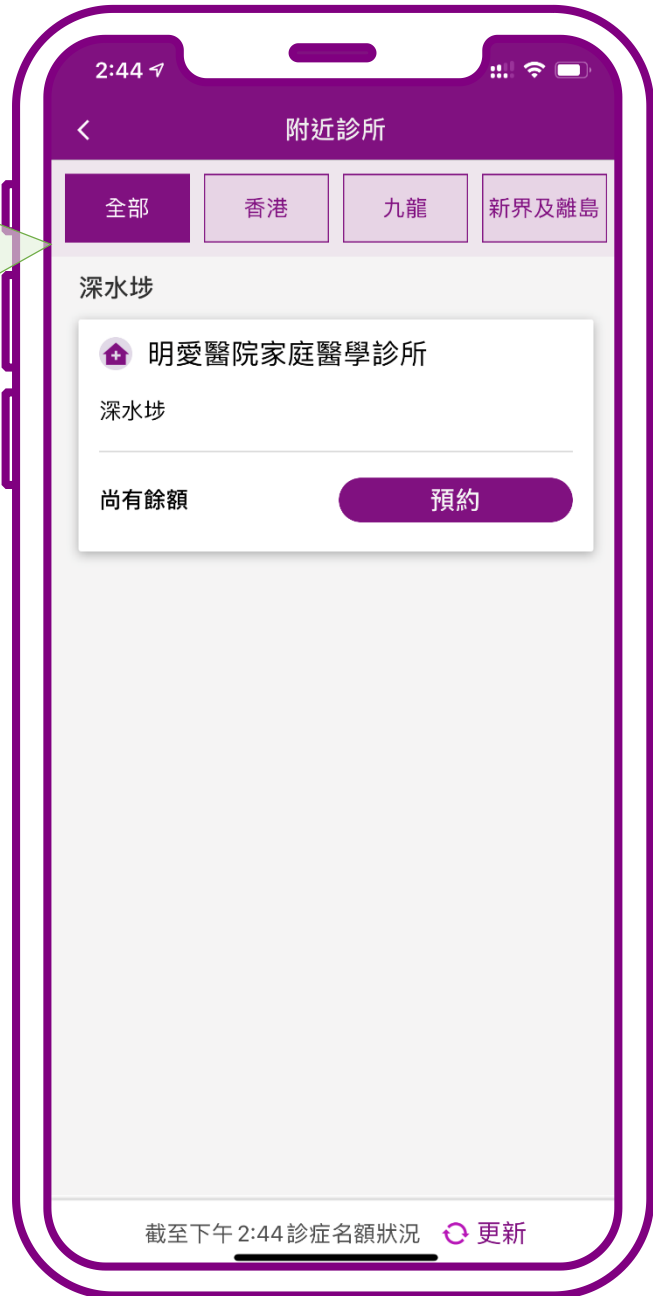 2:44
附近診所
全部 香港 九龍 新界及離島
深水埗
明愛醫院家庭醫學診所
深水埗
尚有餘額 預約
截至下午2:44診症名額狀況 更新